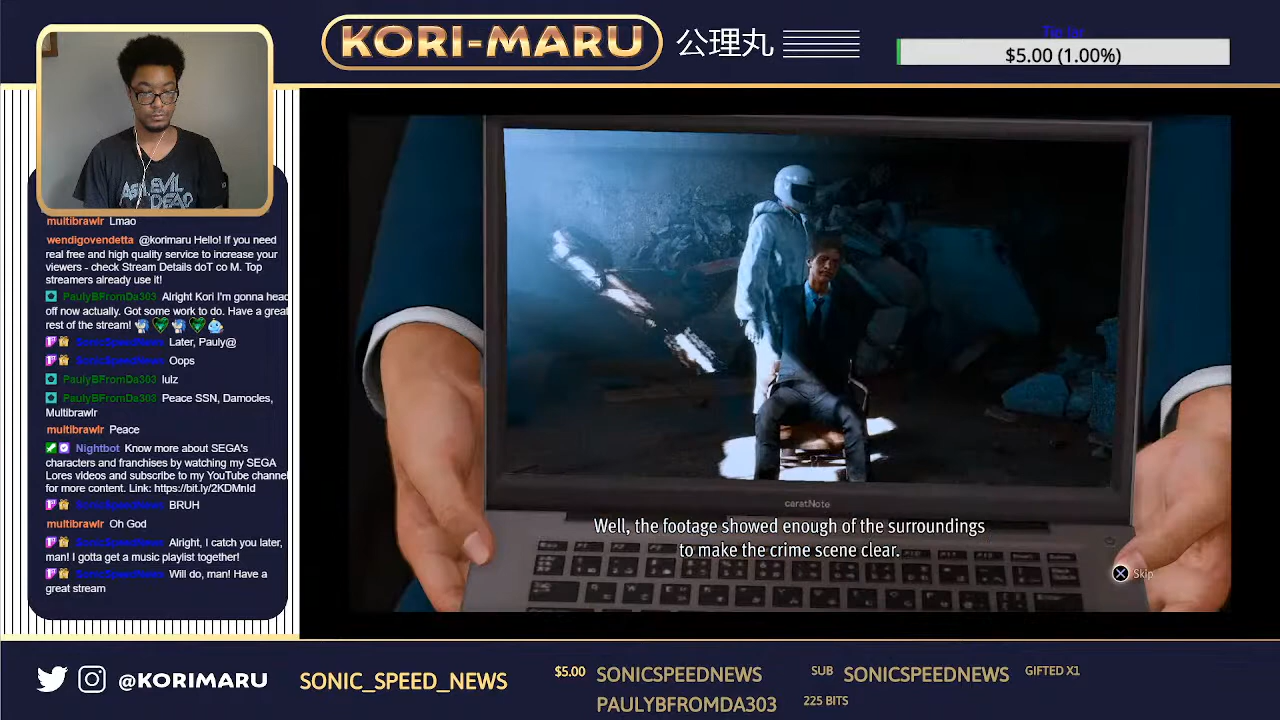 KORI-MARU 公理丸
Tip jar
$5.00 (1.00%)
multibrawlr Lmao
wendigovendetta @korimaru Hello! If you need
real free and high quality service to increase your
viewers - check Stream Details doT co M. Top
streamers already use it!
PaulyBFromDa303 Alright Kori I'm gonna head
off now actually. Got some work to do. Have a great
rest of the stream!
SonicSpeedNews Later, Pauly@
SonicSpeedNews Oops
PaulyBFromDa303 lulz
PaulyBFromDa303 Peace SSN, Damocles,
Multibrawlr
multibrawlr Peace
Nightbot Know more about SEGA's
characters and franchises by watching my SEGA
Lores videos and subscribe to my YouTube channel
for more content. Link: https://bit.ly/2KDMnId
SonicSpeedNews BRUH
multibrawlr Oh God
SonicSpeedNews Alright, I catch you later,
man! I gotta get a music playlist together!
SonicSpeedNews Will do, man! Have a
great stream
caratNote
Well, the footage showed enough of the surroundings
to make the crime scene clear.
Skip
@KORIMARU
SONIC_SPEED_NEWS
$5.00 SONICSPEEDNEWS
PAULYBFROMDA303
SUB SONICSPEEDNEWS GIFTED X1
225 BITS